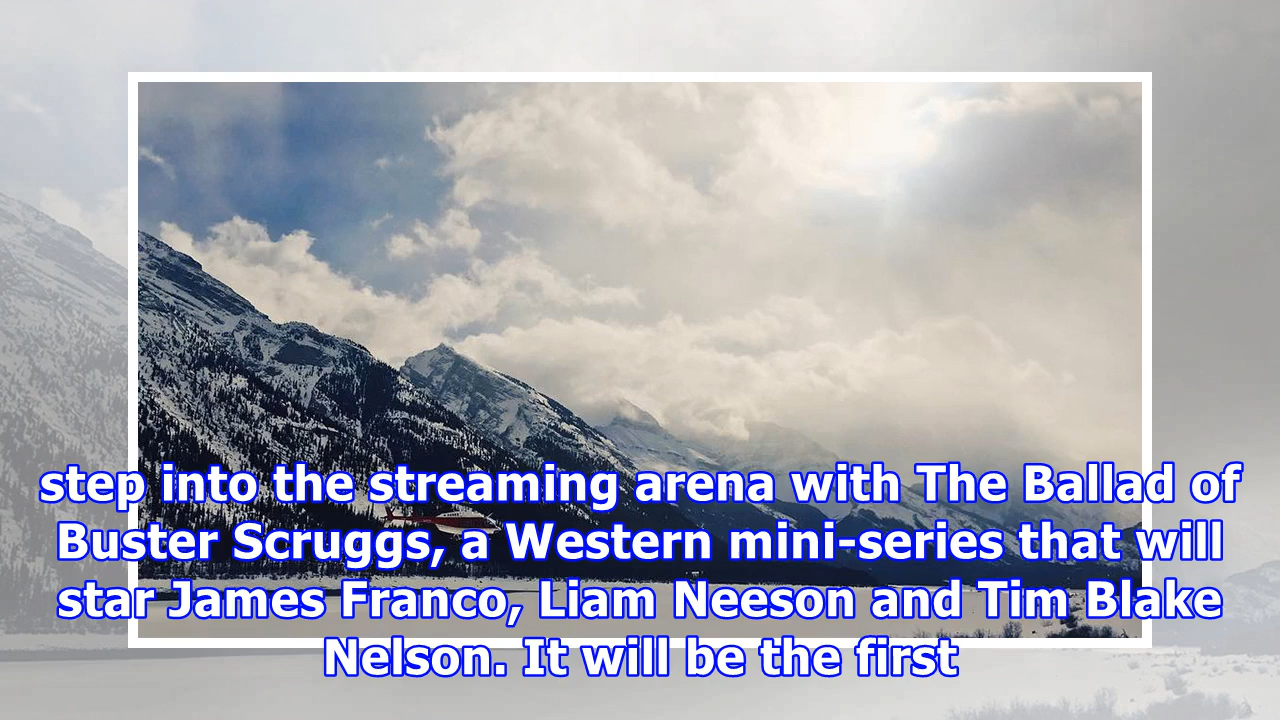 step into the streaming arena with The Ballad of
Buster Scruggs, a Western mini-series that will
star James Franco, Liam Neeson and Tim Blake
Nelson. It will be the first